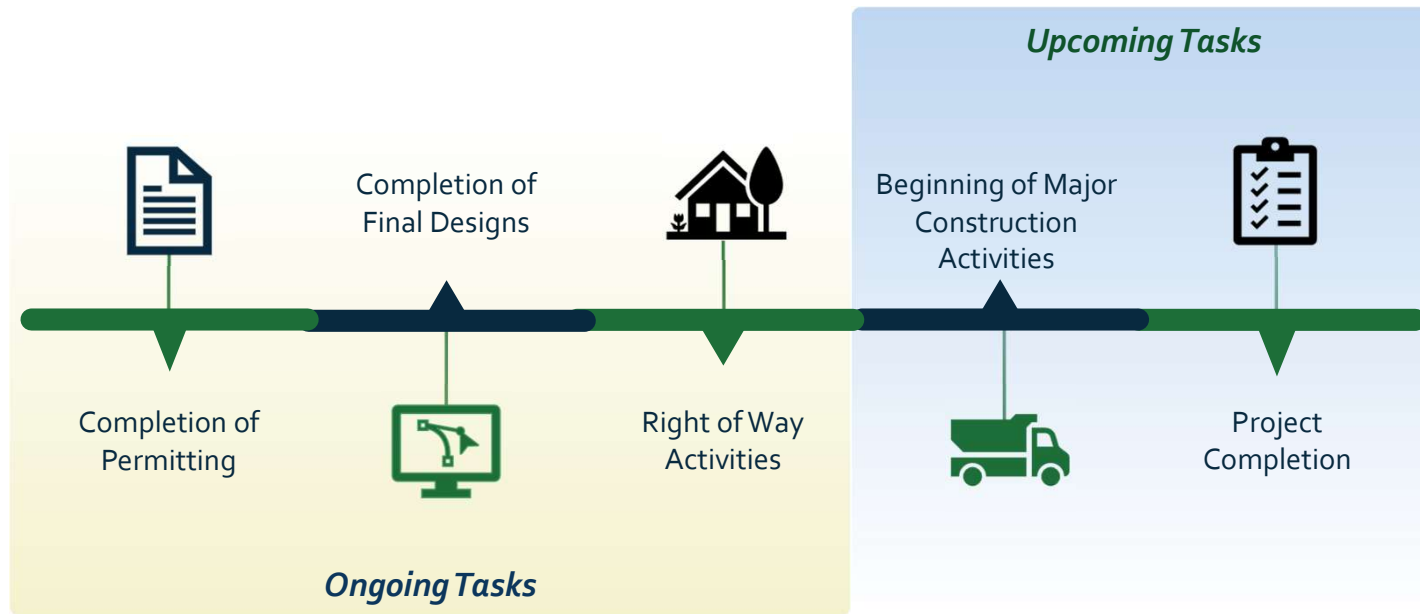 Upcoming Tasks
Completion of
Final Designs
Beginning of Major
Construction
Activities
Completion of
Permitting
Right of Way
Activities
Project
Completion
Ongoing Tasks